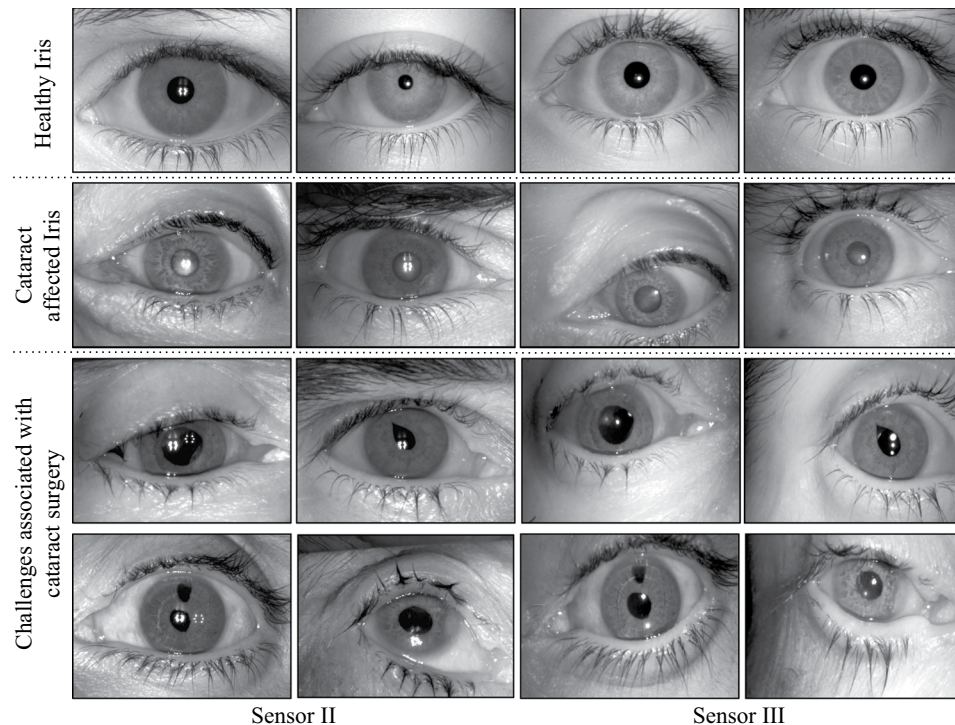 Healthy Iris
Cataract
affected Iris
Challenges associated with
cataract surgery
Sensor II
Sensor III